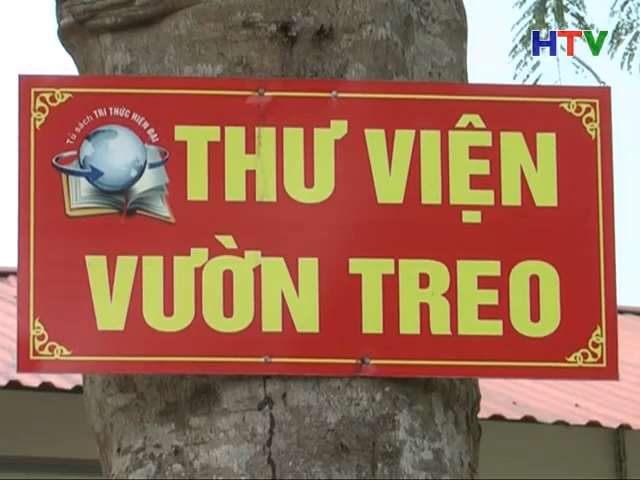 HTV
Tủ sách TRI THỨC HIỆN ĐẠI
THƯ VIỆN
VƯỜN TREO